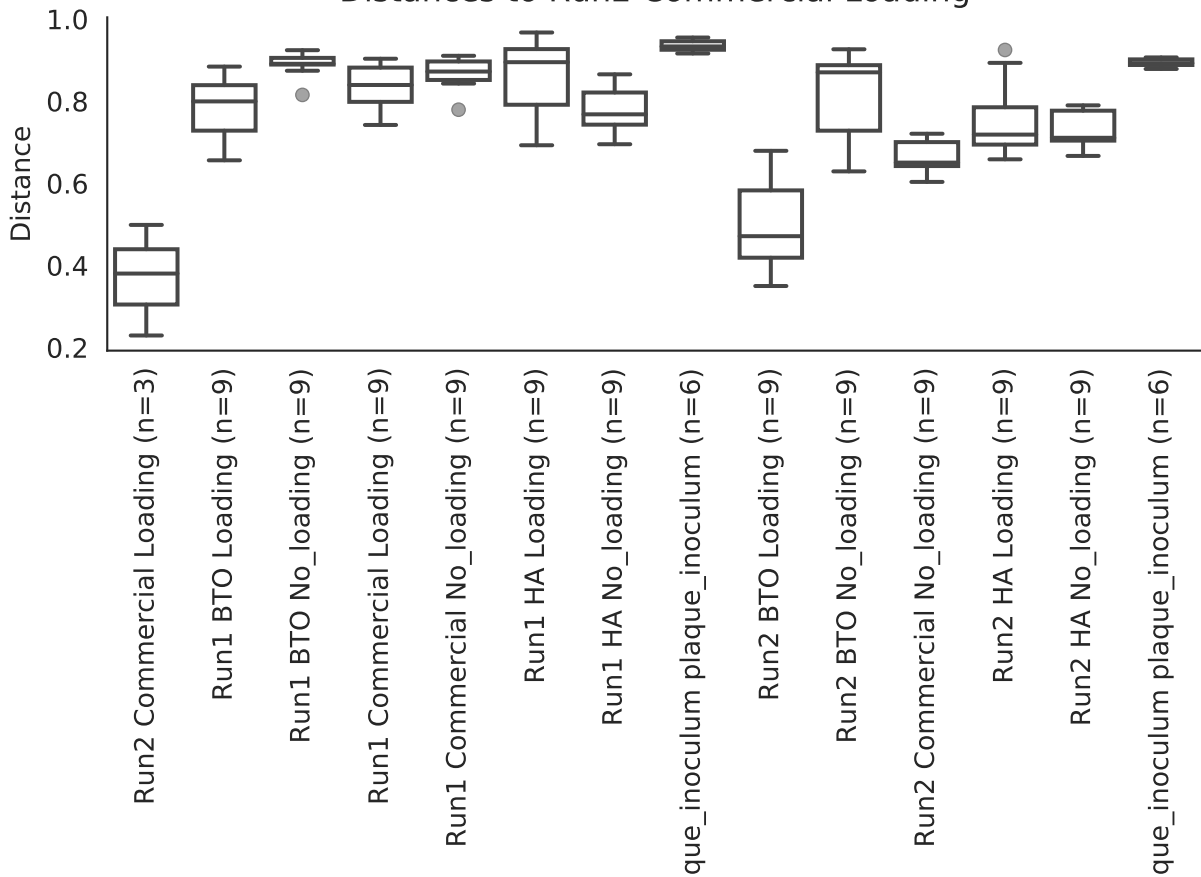 Distances to Run2 Commercial Loading
1.0
0.8
0.6
0.4
0.2
Distance
Run2 Commercial Loading (n=3)
Run1 BTO Loading (n=9)
Run1 BTO No_loading (n=9)
Run1 Commercial Loading (n=9)
Run1 Commercial No_loading (n=9)
Run1 HA Loading (n=9)
Run1 HA No_loading (n=9)
que_inoculum plaque_inoculum (n=6)
Run2 BTO Loading (n=9)
Run2 BTO No_loading (n=9)
Run2 Commercial No_loading (n=9)
Run2 HA Loading (n=9)
Run2 HA No_loading (n=9)
que_inoculum plaque_inoculum (n=6)